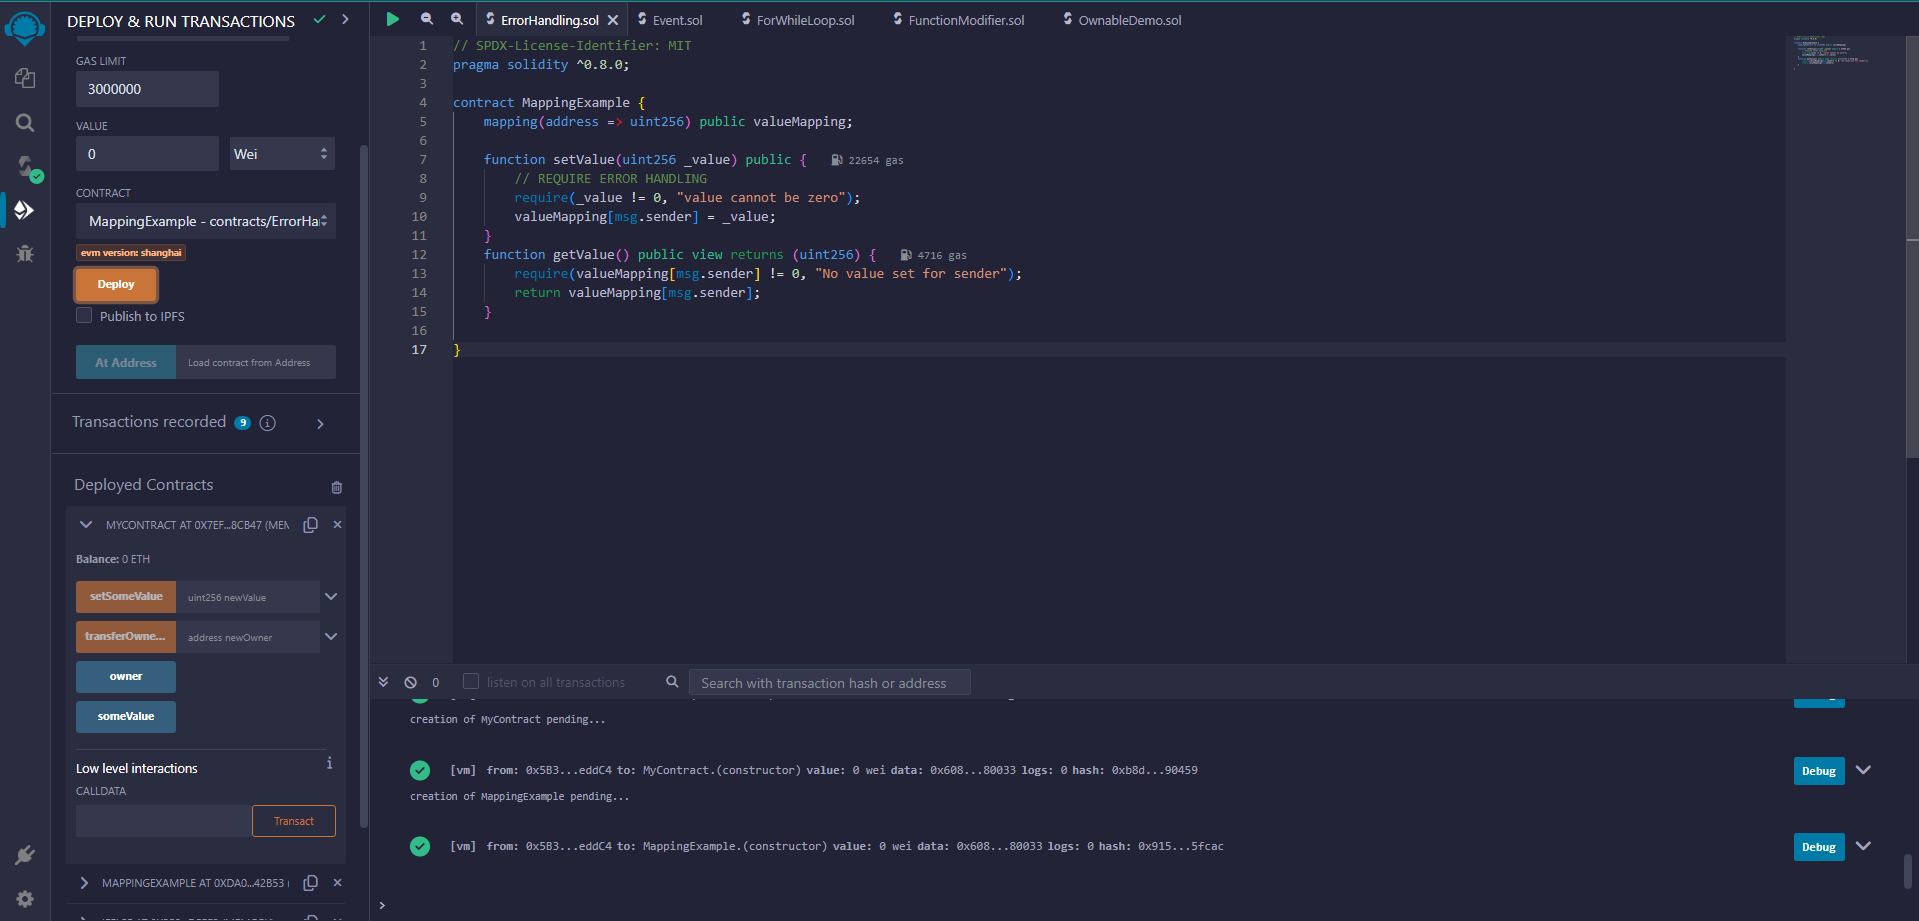 DEPLOY & RUN TRANSACTIONS
GAS LIMIT
3000000
VALUE
0
Wei
CONTRACT
MappingExample - contracts/ErrorHa
evm version: shanghai
Deploy
Publish to IPFS
At Address
Load contract from Address
Transactions recorded 9
Deployed Contracts
MYCONTRACT AT 0X7EF...8CB47 (MEM
Balance: 0 ETH
setSomeValue
uint256 newValue
transferOwne...
address newOwner
owner
someValue
Low level interactions
CALLDATA
Transact
MAPPINGEXAMPLE AT 0XDA0...42B53 (
ErrorHandling.sol
Event.sol
ForWhileLoop.sol
FunctionModifier.sol
OwnableDemo.sol
1 // SPDX-License-Identifier: MIT
2 pragma solidity ^0.8.0;
3
4 contract MappingExample {
5 mapping(address => uint256) public valueMapping;
6
7 function setValue(uint256 _value) public { 22654 gas
8 // REQUIRE ERROR HANDLING
9 require(_value != 0, "value cannot be zero");
10 valueMapping[msg.sender] = _value;
11 }
12 function getValue() public view returns (uint256) { 4716 gas
13 require(valueMapping[msg.sender] != 0, "No value set for sender");
14 return valueMapping[msg.sender];
15 }
16
17 }
0
listen on all transactions
Search with transaction hash or address
creation of MyContract pending...
[vm] from: 0x5B3...eddC4 to: MyContract.(constructor) value: 0 wei data: 0x608...80033 logs: 0 hash: 0xb8d...90459
Debug
creation of MappingExample pending...
[vm] from: 0x5B3...eddC4 to: MappingExample.(constructor) value: 0 wei data: 0x608...80033 logs: 0 hash: 0x915...5fcac
Debug
>